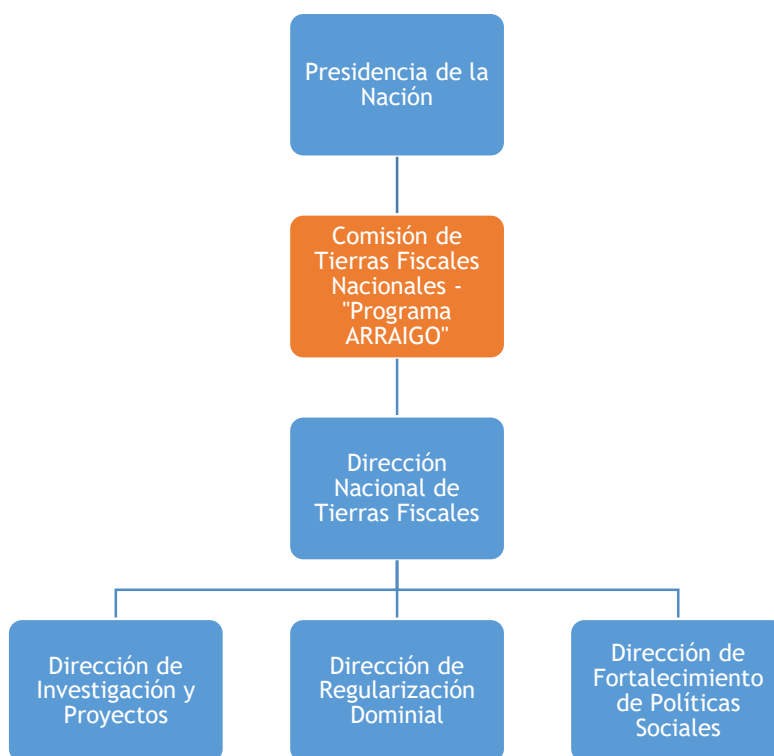 Presidencia de la
Nación
Comisión de
Tierras Fiscales
Nacionales -
"Programa
ARRAIGO"
Dirección
Nacional de
Tierras Fiscales
Dirección de
Investigación y
Proyectos
Dirección de
Regularización
Dominial
Dirección de
Fortalecimiento
de Políticas
Sociales